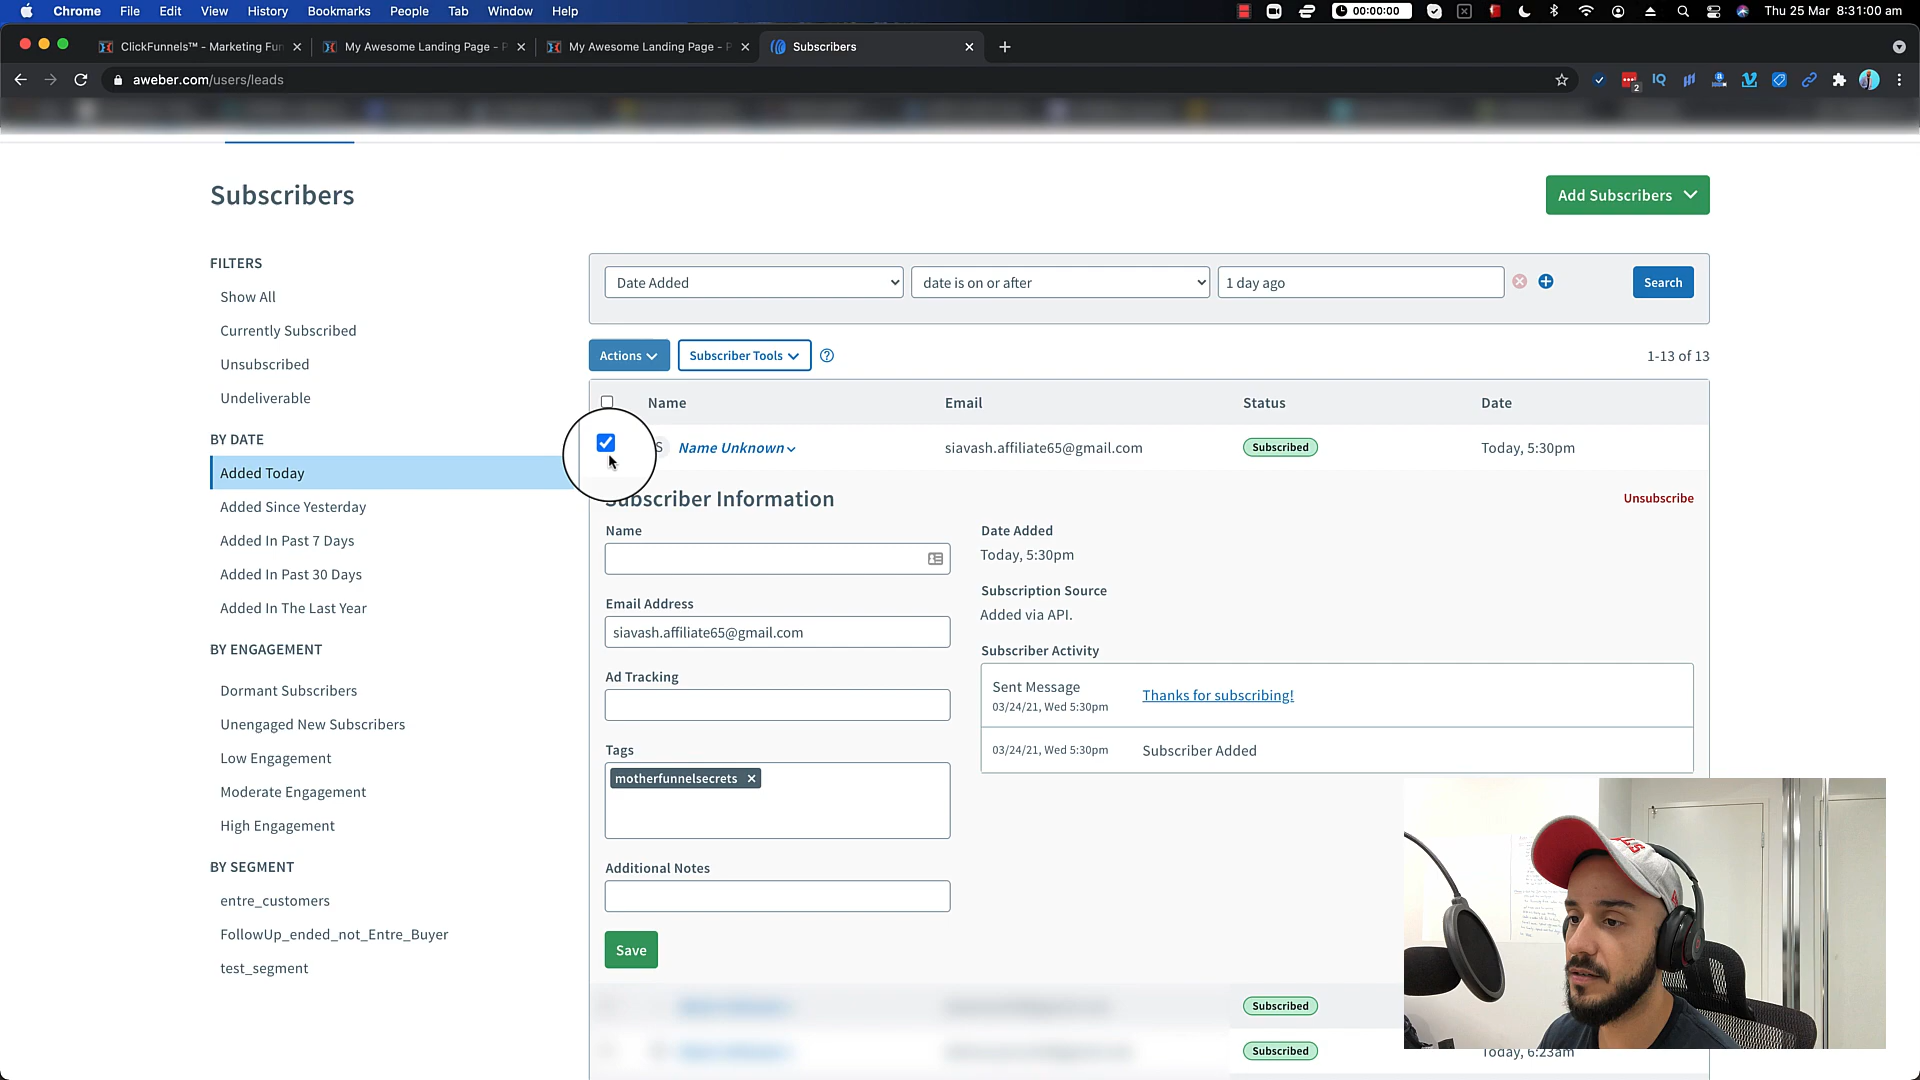 Chrome File Edit View History Bookmarks People Tab Window Help 00:00:00 Thu 25 Mar 8:31:00 am
ClickFunnels™ - Marketing Fun My Awesome Landing Page - P My Awesome Landing Page - P Subscribers
aweber.com/users/leads
IQ
2
Subscribers
Add Subscribers
FILTERS
Show All
Currently Subscribed
Unsubscribed
Undeliverable
BY DATE
Added Today
Added Since Yesterday
Added In Past 7 Days
Added In Past 30 Days
Added In The Last Year
BY ENGAGEMENT
Dormant Subscribers
Unengaged New Subscribers
Low Engagement
Moderate Engagement
High Engagement
BY SEGMENT
entre_customers
FollowUp_ended_not_Entre_Buyer
test_segment
Date Added date is on or after 1 day ago Search
Actions Subscriber Tools 1-13 of 13
Name Email Status Date
S Name Unknown siavash.affiliate65@gmail.com Subscribed Today, 5:30pm
Subscriber Information Unsubscribe
Name
Email Address
siavash.affiliate65@gmail.com
Ad Tracking
Tags
motherfunnelsecrets
Additional Notes
Save
Date Added
Today, 5:30pm
Subscription Source
Added via API.
Subscriber Activity
Sent Message Thanks for subscribing!
03/24/21, Wed 5:30pm
03/24/21, Wed 5:30pm Subscriber Added
Subscribed
Subscribed Today, 6:23am